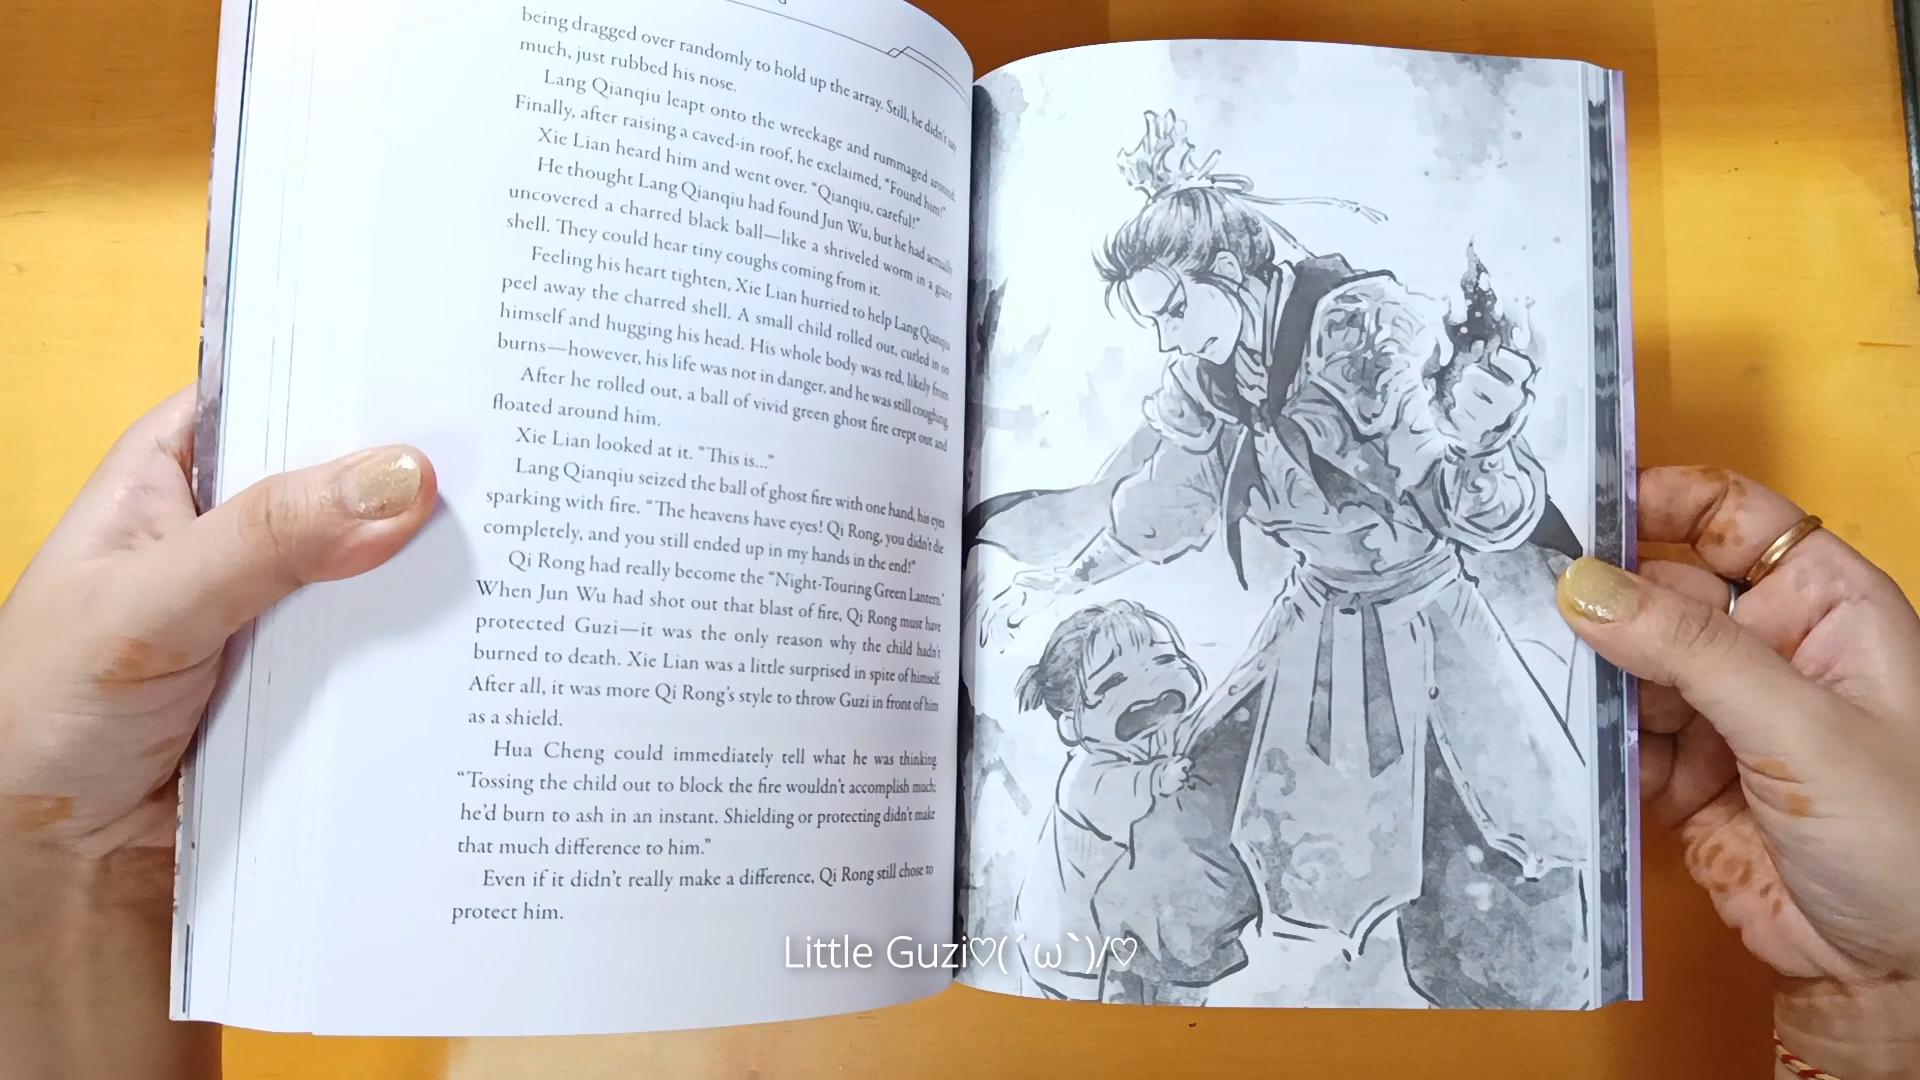 being dragged over randomly to hold up the array. Still, he didn't say
much, just rubbed his nose.
Lang Qianqiu leapt onto the wreckage and rummaged around.
Finally, after raising a caved-in roof, he exclaimed, “Found him!”
Xie Lian heard him and went over. “Qianqiu, careful!”
He thought Lang Qianqiu had found Jun Wu, but he had actually
uncovered a charred black ball—like a shriveled worm in a giant
shell. They could hear tiny coughs coming from it.
Feeling his heart tighten, Xie Lian hurried to help Lang Qianqiu
peel away the charred shell. A small child rolled out, curled in on
himself and hugging his head. His whole body was red, likely from
burns—however, his life was not in danger, and he was still coughing.
After he rolled out, a ball of vivid green ghost fire crept out and
floated around him.
Xie Lian looked at it. “This is...”
Lang Qianqiu seized the ball of ghost fire with one hand, his eyes
sparking with fire. “The heavens have eyes! Qi Rong, you didn't die
completely, and you still ended up in my hands in the end!”
Qi Rong had really become the “Night-Touring Green Lantern.”
When Jun Wu had shot out that blast of fire, Qi Rong must have
protected Guzi—it was the only reason why the child hadn't
burned to death. Xie Lian was a little surprised in spite of himself.
After all, it was more Qi Rong's style to throw Guzi in front of him
as a shield.
Hua Cheng could immediately tell what he was thinking.
“Tossing the child out to block the fire wouldn't accomplish much;
he'd burn to ash in an instant. Shielding or protecting didn't make
that much difference to him.”
Even if it didn't really make a difference, Qi Rong still chose to
protect him.
Little Guzi♡(´ω`)/♡